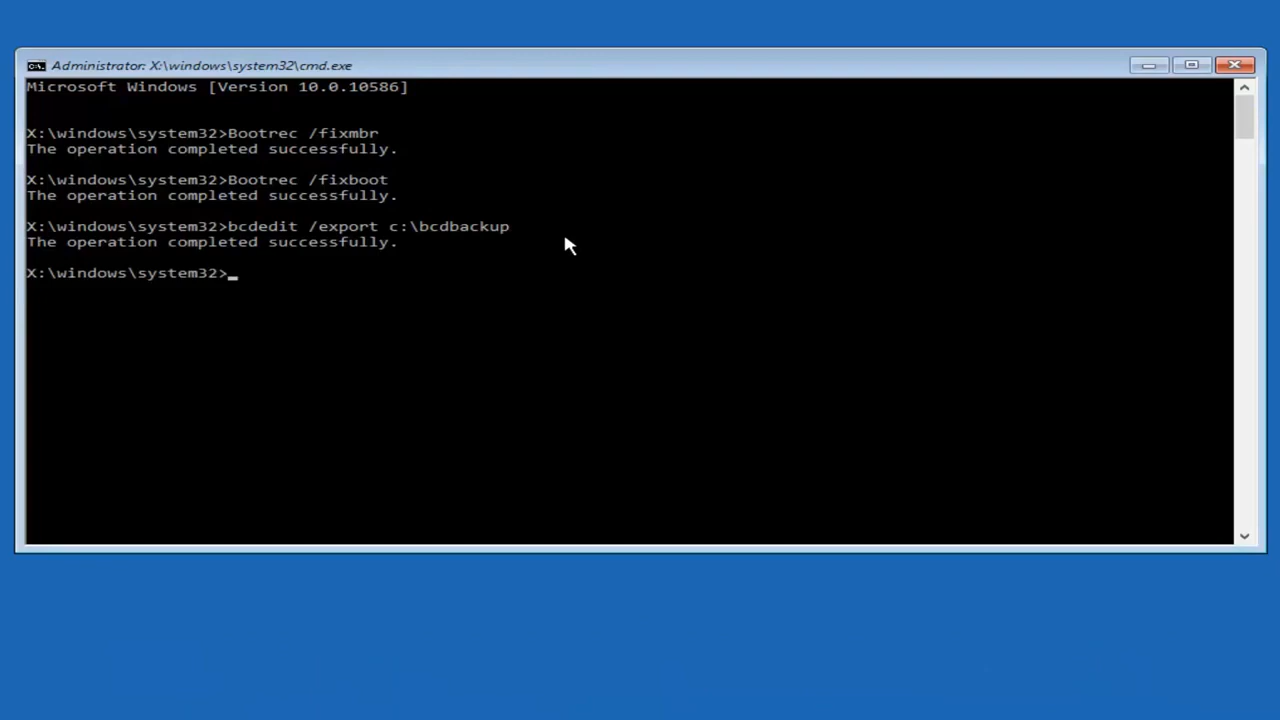 Administrator: X:\windows\system32\cmd.exe
Microsoft Windows [Version 10.0.10586]
X:\windows\system32>Bootrec /fixmbr
The operation completed successfully.
X:\windows\system32>Bootrec /fixboot
The operation completed successfully.
X:\windows\system32>bcdedit /export c:\bcdbackup
The operation completed successfully.
X:\windows\system32>